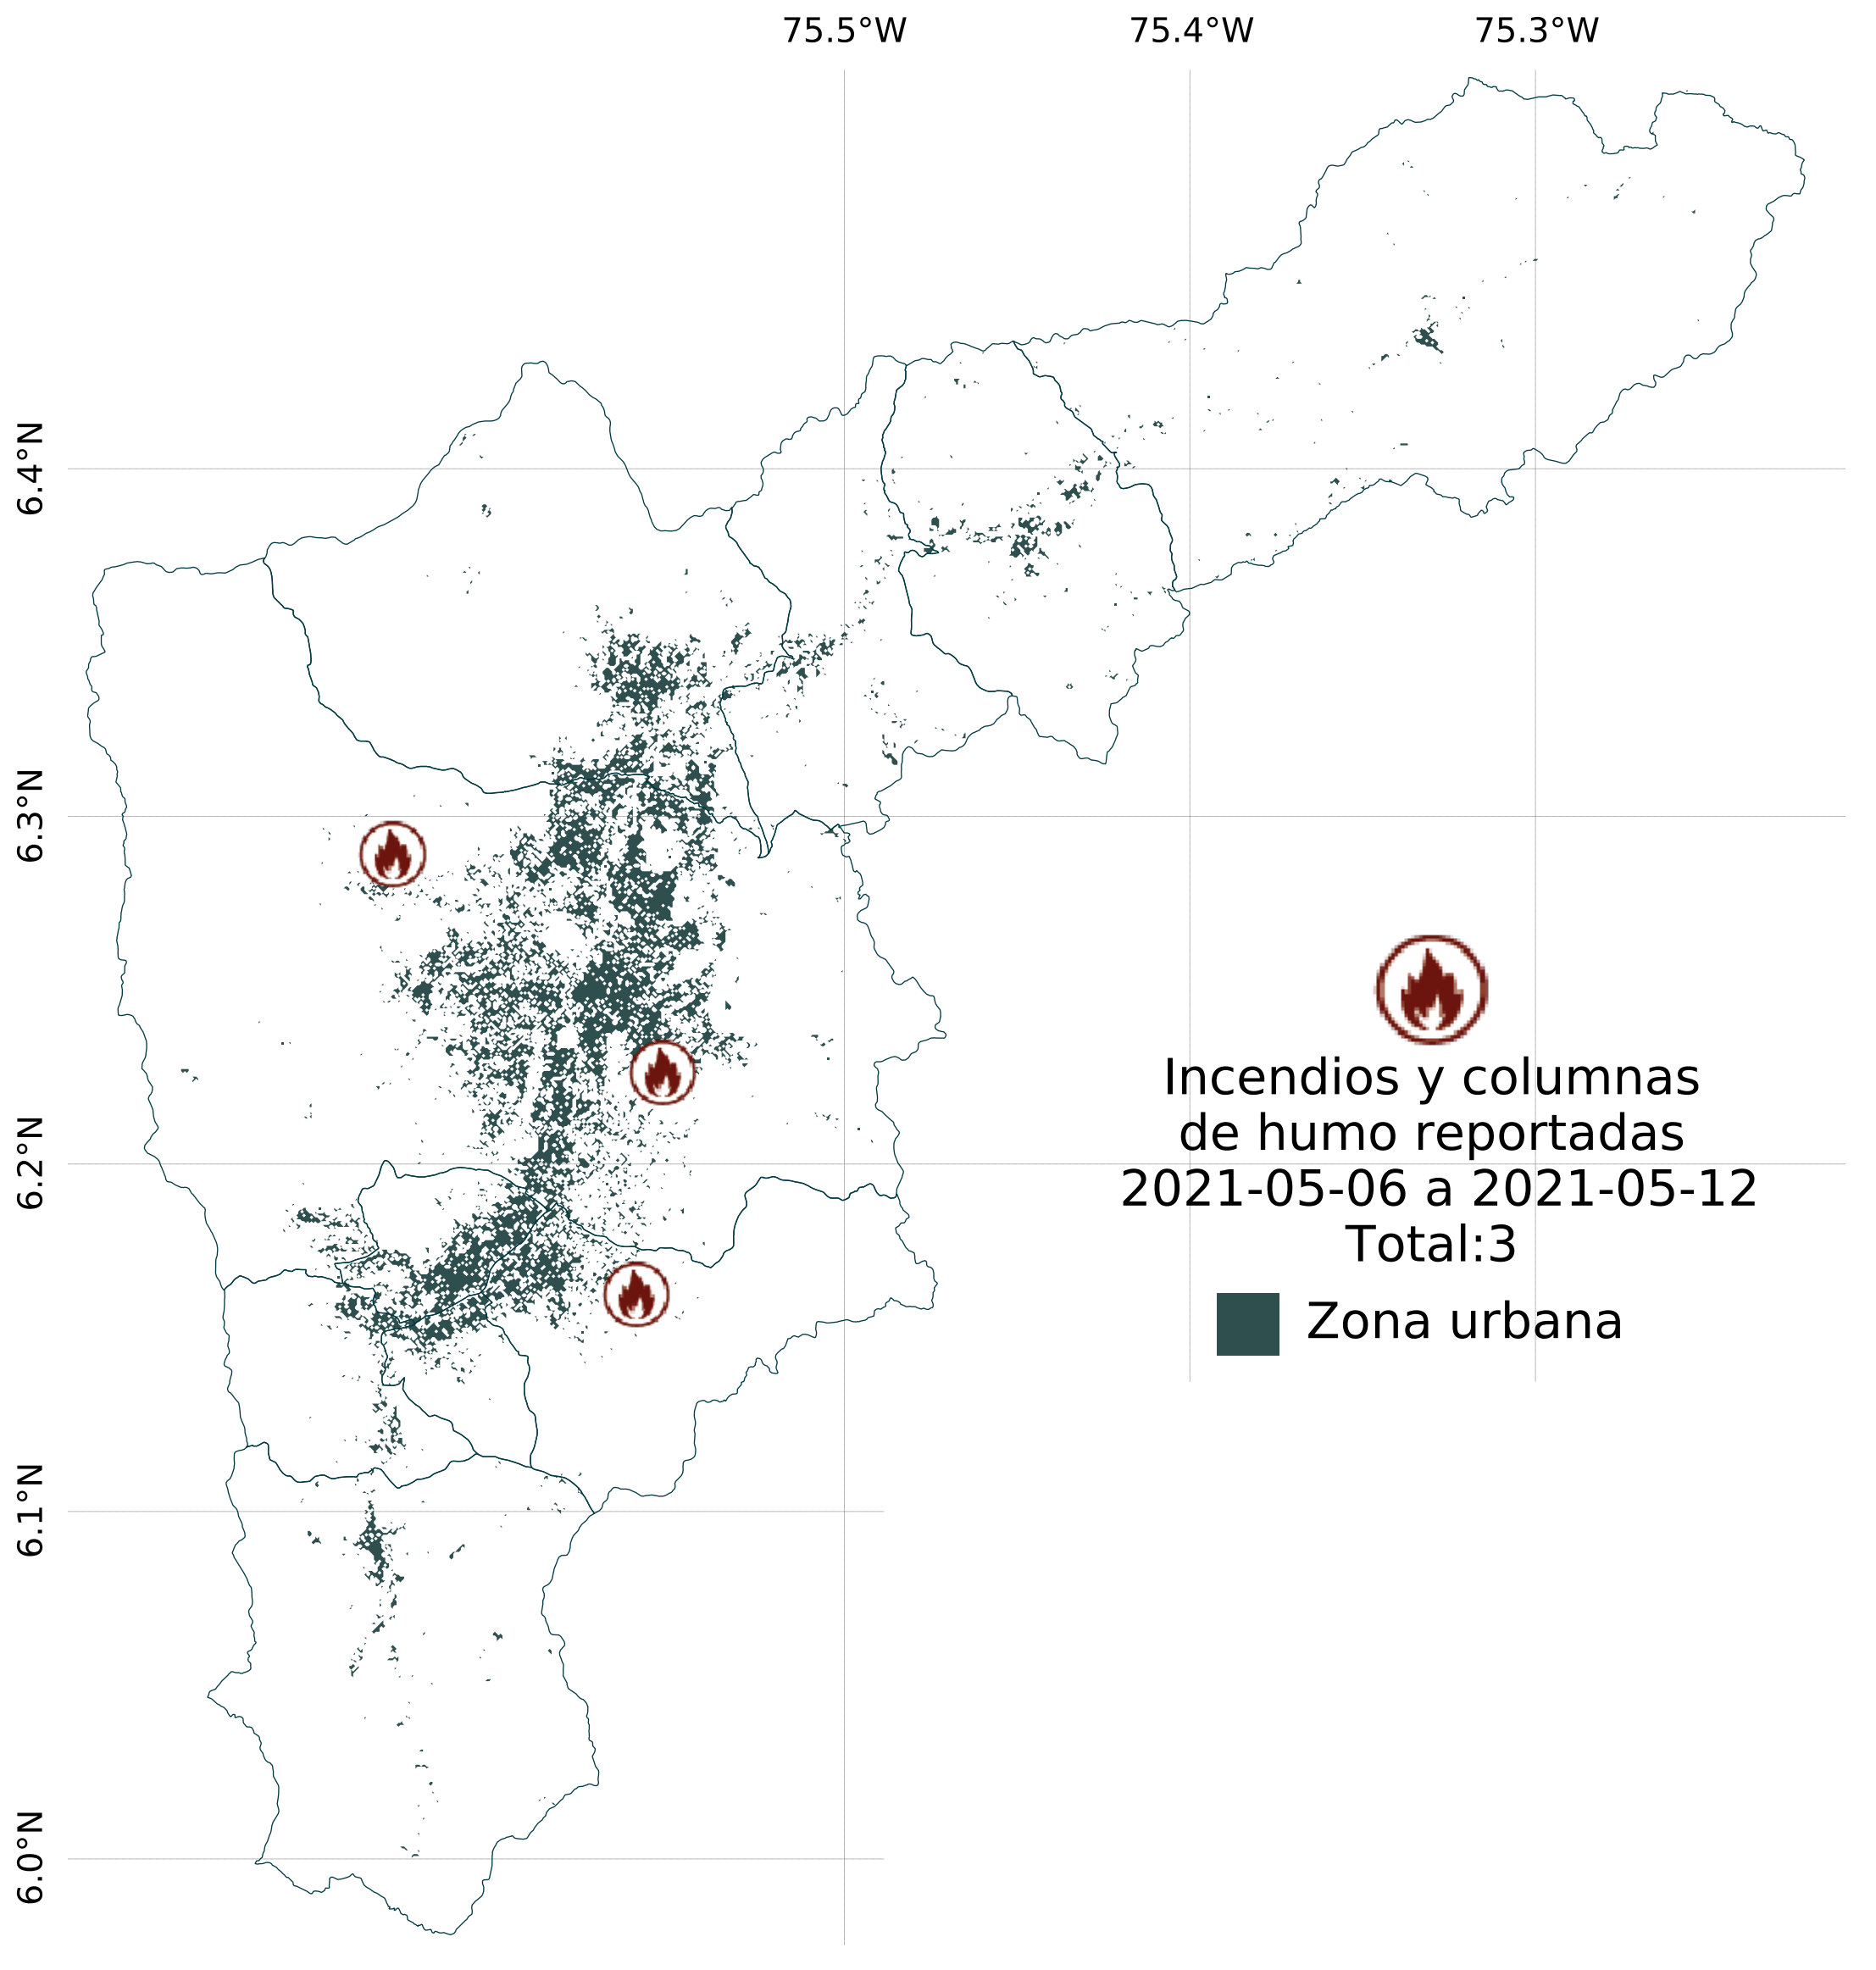 75.5°W 75.4°W 75.3°W
6.4°N
6.3°N
6.2°N
6.1°N
6.0°N
Incendios y columnas
de humo reportadas
2021-05-06 a 2021-05-12
Total:3
Zona urbana